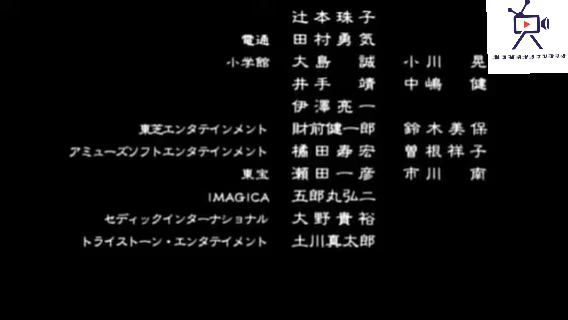 辻本珠子
電通 田村勇気
小学館 大島 誠 小川 晃
井手 靖 中嶋 健
伊澤亮一
東芝エンタテインメント 財前健一郎 鈴木美保
アミューズソフトエンタテインメント 橘田寿宏 曽根祥子
東宝 瀬田一彦 市川 南
IMAGICA 五郎丸弘二
セディックインターナショナル 大野貴裕
トライストーン・エンタテイメント 土川真太郎